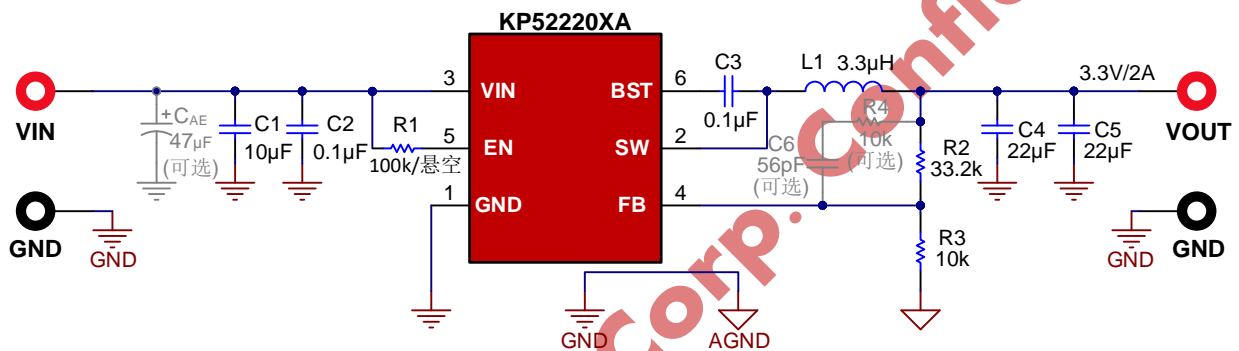 KP52220XA
VIN
+
CAE
47µF
(可选)
C1
10µF
C2
0.1µF
R1
100k/悬空
3
VIN
5
EN
1
GND
BST
6
SW
2
FB
4
C3
0.1µF
L1
3.3µH
R4
10k
(可选)
C6
56pF
(可选)
R2
33.2k
R3
10k
3.3V/2A
C4
22µF
C5
22µF
VOUT
GND
GND
GND
AGND
GND
GND
Corp. Confi